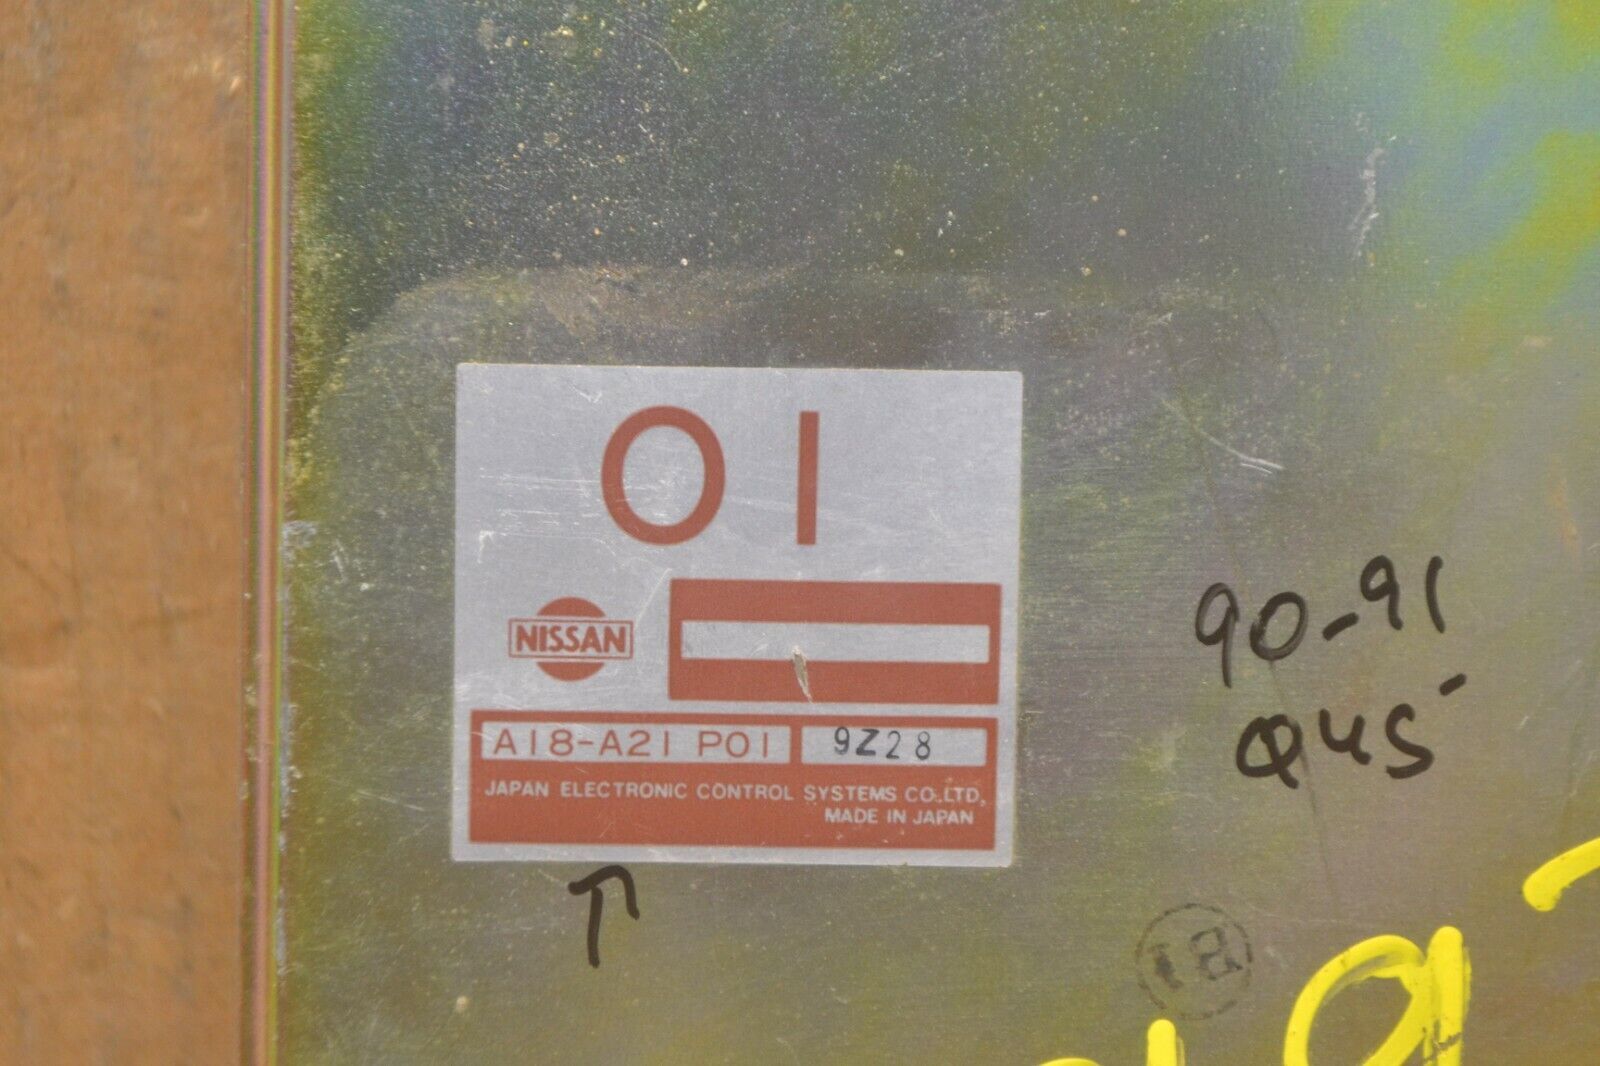 01
NISSAN
A18-A21 P01 9Z28
JAPAN ELECTRONIC CONTROL SYSTEMS CO.,LTD,
MADE IN JAPAN
90-91
Q45
18